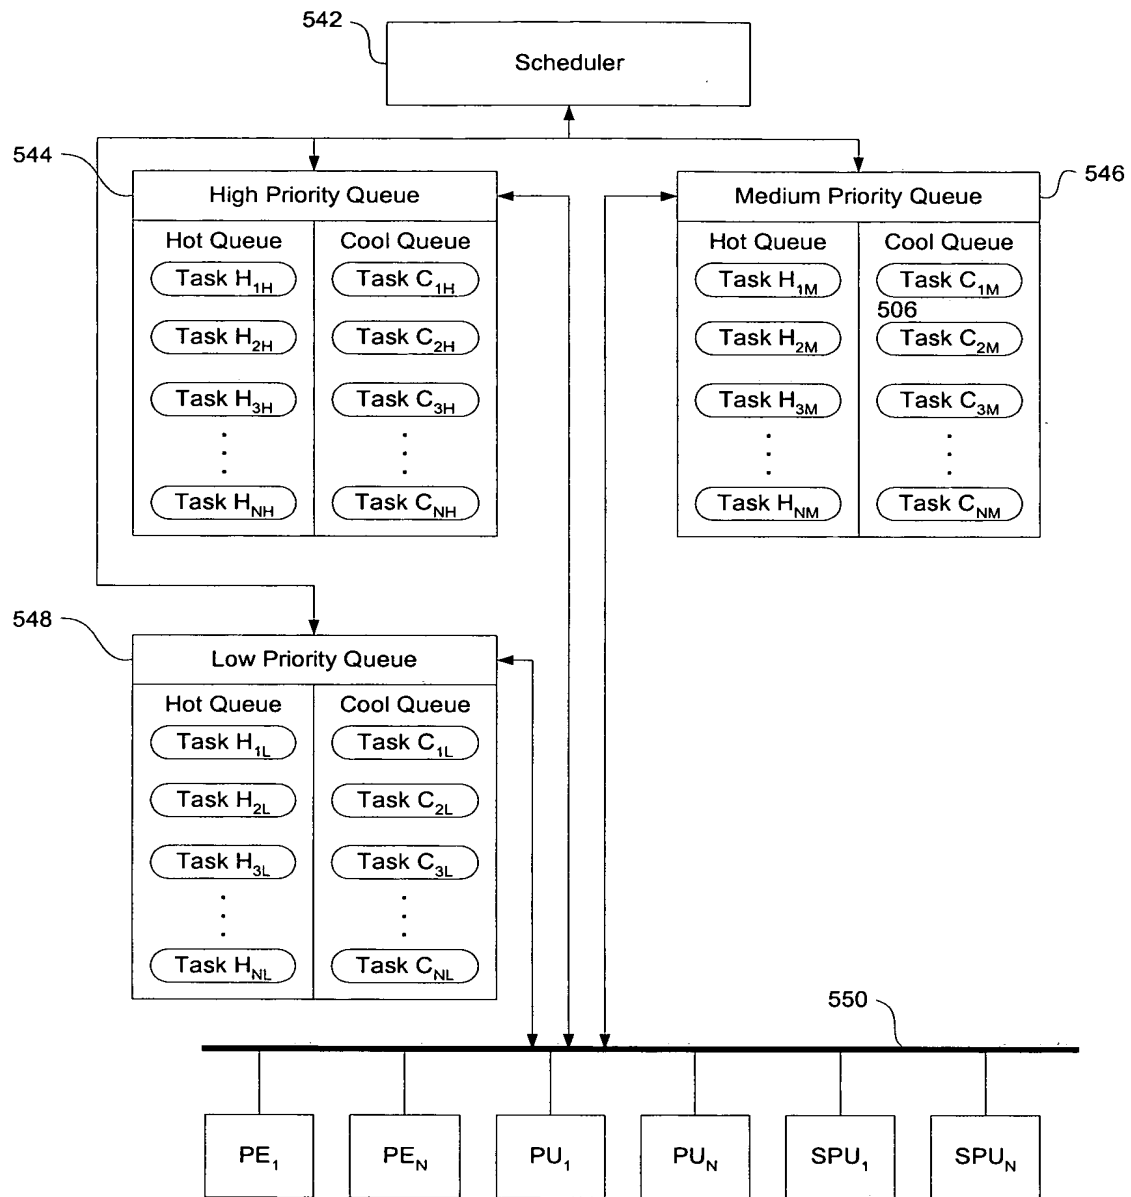 542
Scheduler
544
High Priority Queue
Hot Queue
Cool Queue
Task H1H
Task C1H
Task H2H
Task C2H
Task H3H
Task C3H
Task HNH
Task CNH
546
Medium Priority Queue
Hot Queue
Cool Queue
Task H1M
Task C1M
506
Task H2M
Task C2M
Task H3M
Task C3M
Task HNM
Task CNM
548
Low Priority Queue
Hot Queue
Cool Queue
Task H1L
Task C1L
Task H2L
Task C2L
Task H3L
Task C3L
Task HNL
Task CNL
550
PE1
PEN
PU1
PUN
SPU1
SPUN